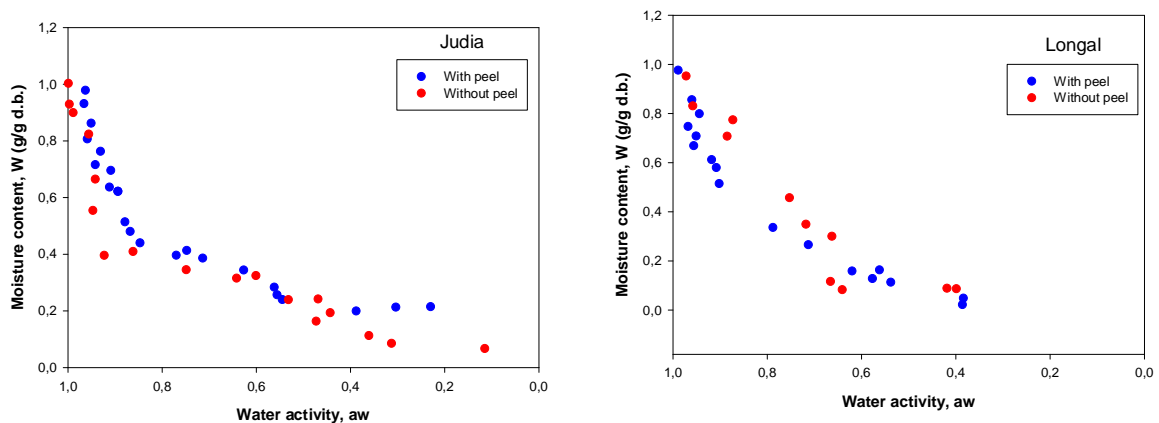 Judia
With peel
Without peel
Moisture content, W (g/g d.b.)
1,2
1,0
0,8
0,6
0,4
0,2
0,0
1,0 0,8 0,6 0,4 0,2 0,0
Water activity, aw
Longal
With peel
Without peel
Moisture content, W (g/g d.b.)
1,2
1,0
0,8
0,6
0,4
0,2
0,0
1,0 0,8 0,6 0,4 0,2 0,0
Water activity, aw